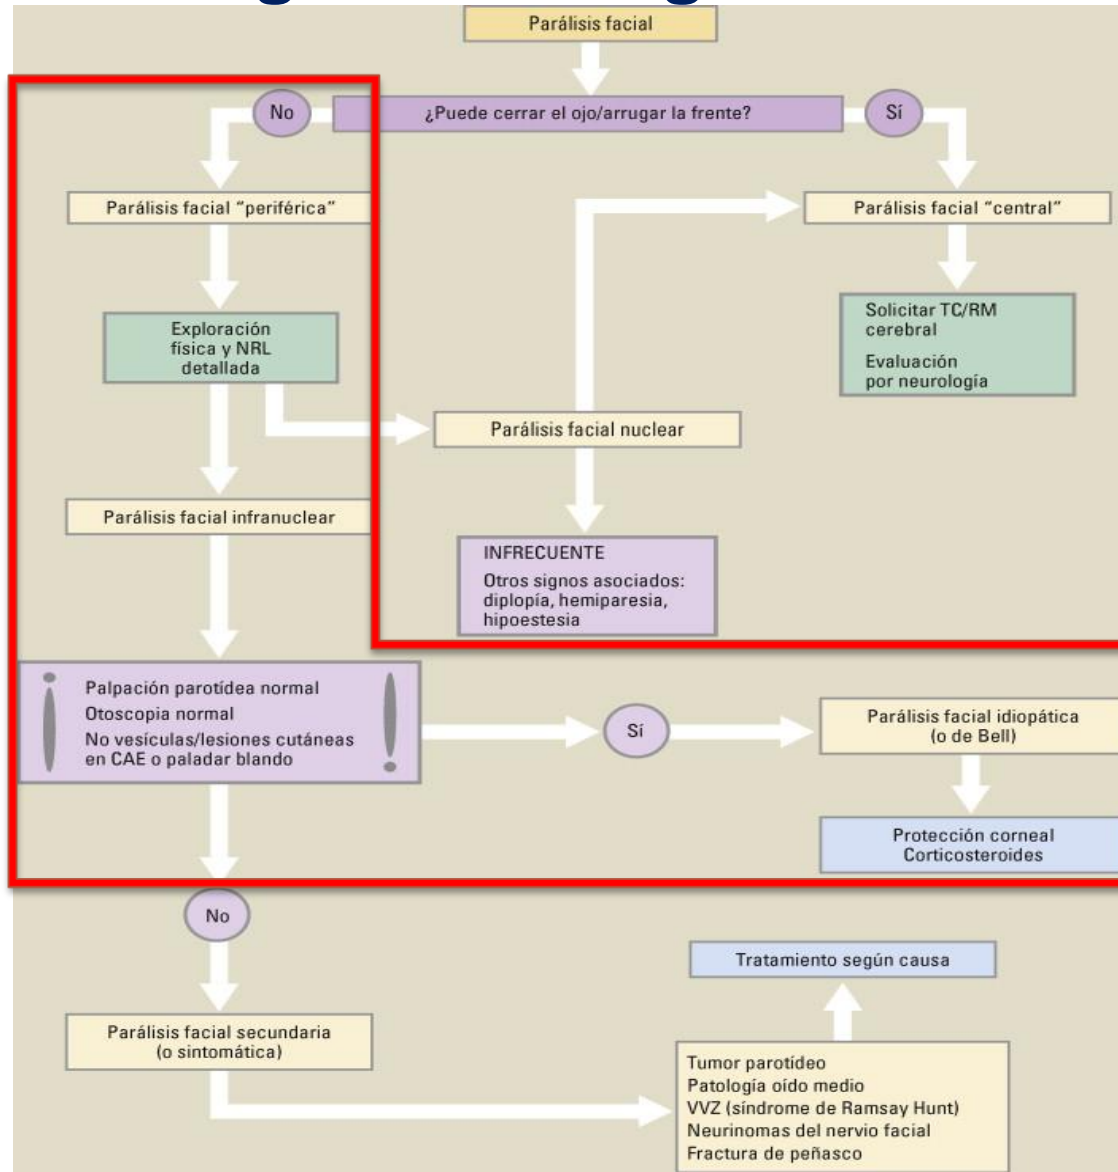 Parálisis facial
No
¿Puede cerrar el ojo/arrugar la frente?
Sí
Parálisis facial “periférica”
Parálisis facial “central”
Exploración
física y NRL
detallada
Solicitar TC/RM
cerebral
Evaluación
por neurología
Parálisis facial nuclear
Parálisis facial infranuclear
INFRECUENTE
Otros signos asociados:
diplopía, hemiparesia,
hipoestesia
¡
Palpación parotídea normal
Otoscopia normal
No vesículas/lesiones cutáneas
en CAE o paladar blando
!
Sí
Parálisis facial idiopática
(o de Bell)
Protección corneal
Corticosteroides
No
Parálisis facial secundaria
(o sintomática)
Tratamiento según causa
Tumor parotídeo
Patología oído medio
VVZ (síndrome de Ramsay Hunt)
Neurinomas del nervio facial
Fractura de peñasco